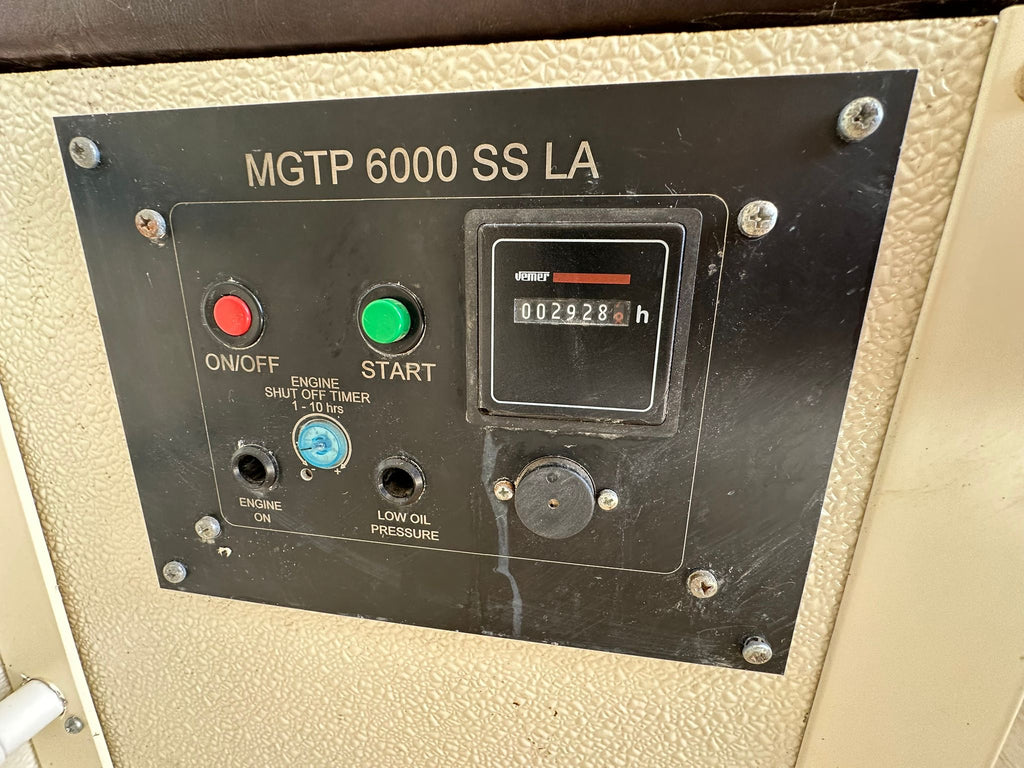 MGTP 6000 SS LA
vemer
002928 h
ON/OFF
START
ENGINE
SHUT OFF TIMER
1 - 10 hrs
- +
ENGINE
ON
LOW OIL
PRESSURE